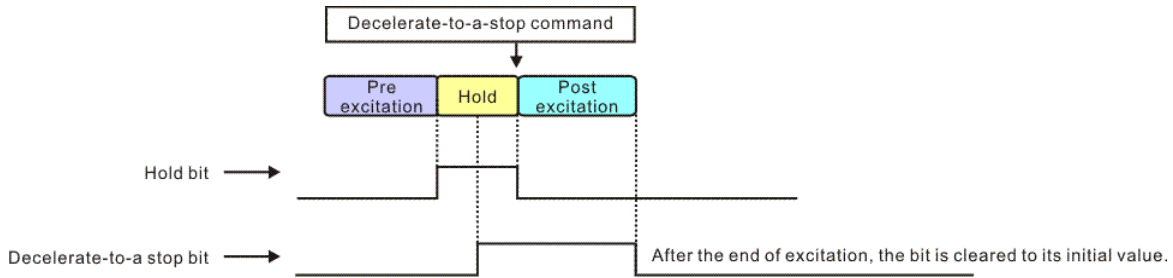 Decelerate-to-a-stop command
Pre
excitation
Hold
Post
excitation
Hold bit
Decelerate-to-a stop bit
After the end of excitation, the bit is cleared to its initial value.